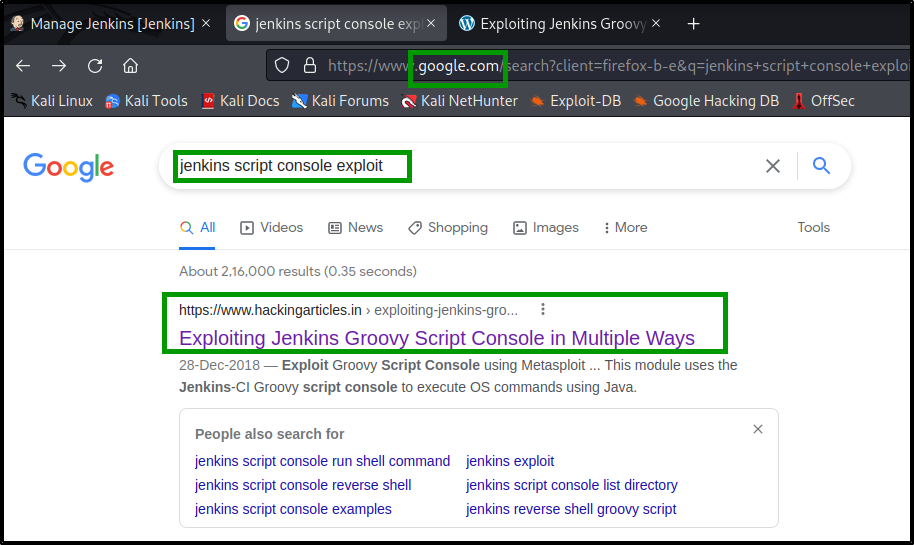 Manage Jenkins [Jenkins]
jenkins script console expl
Exploiting Jenkins Groovy
https://www.google.com/search?client=firefox-b-e&q=jenkins+script+console+exploi
Kali Linux Kali Tools Kali Docs Kali Forums Kali NetHunter Exploit-DB Google Hacking DB OffSec
Google
jenkins script console exploit
All Videos News Shopping Images More Tools
About 2,16,000 results (0.35 seconds)
https://www.hackingarticles.in › exploiting-jenkins-gro...
Exploiting Jenkins Groovy Script Console in Multiple Ways
28-Dec-2018 — Exploit Groovy Script Console using Metasploit ... This module uses the
Jenkins-CI Groovy script console to execute OS commands using Java.
People also search for
jenkins script console run shell command jenkins exploit
jenkins script console reverse shell jenkins script console list directory
jenkins script console examples jenkins reverse shell groovy script